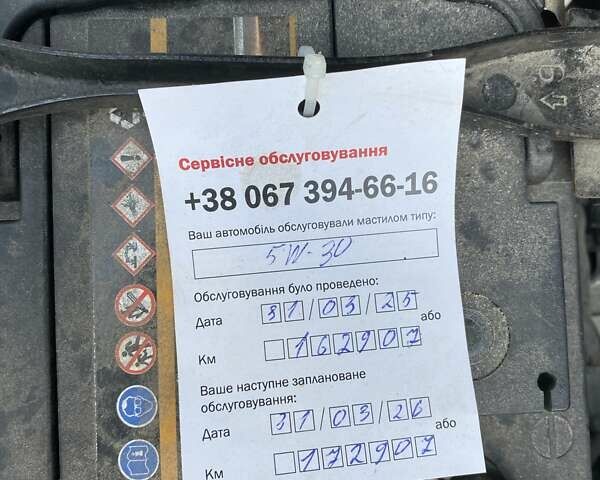 Сервісне обслуговування
+38 067 394-66-16
Ваш автомобіль обслуговували мастилом типу:
5W-30
Обслуговування було проведено:
Дата 31/03/25 або
Км 162907
Ваше наступне заплановане
обслуговування:
Дата 31/03/26 або
Км 172907